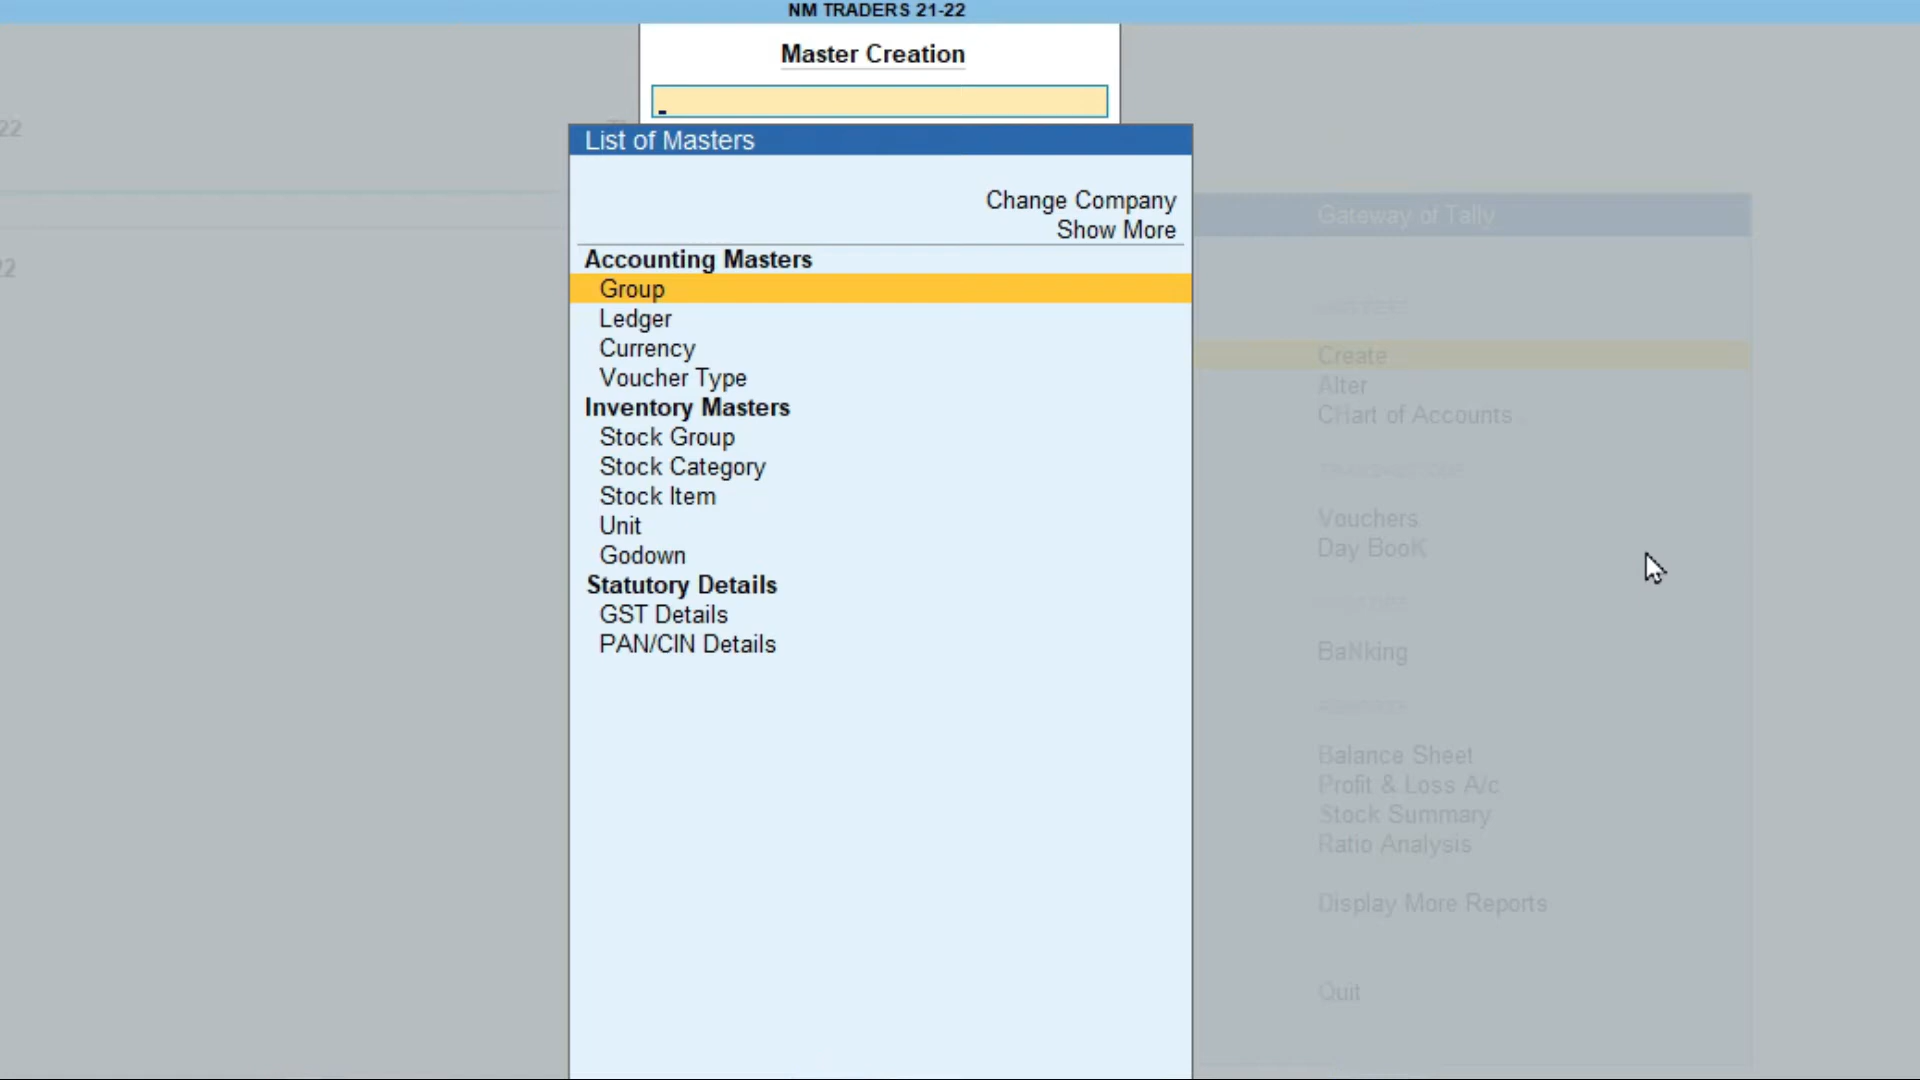 NM TRADERS 21-22
Master Creation
List of Masters
Change Company
Show More
Accounting Masters
Group
Ledger
Currency
Voucher Type
Inventory Masters
Stock Group
Stock Category
Stock Item
Unit
Godown
Statutory Details
GST Details
PAN/CIN Details
22
22
Gateway of Tally
Create
Alter
CHart of Accounts
Vouchers
Day BooK
BaNking
Balance Sheet
Profit & Loss A/c
Stock Summary
Ratio Analysis
Display More Reports
Quit